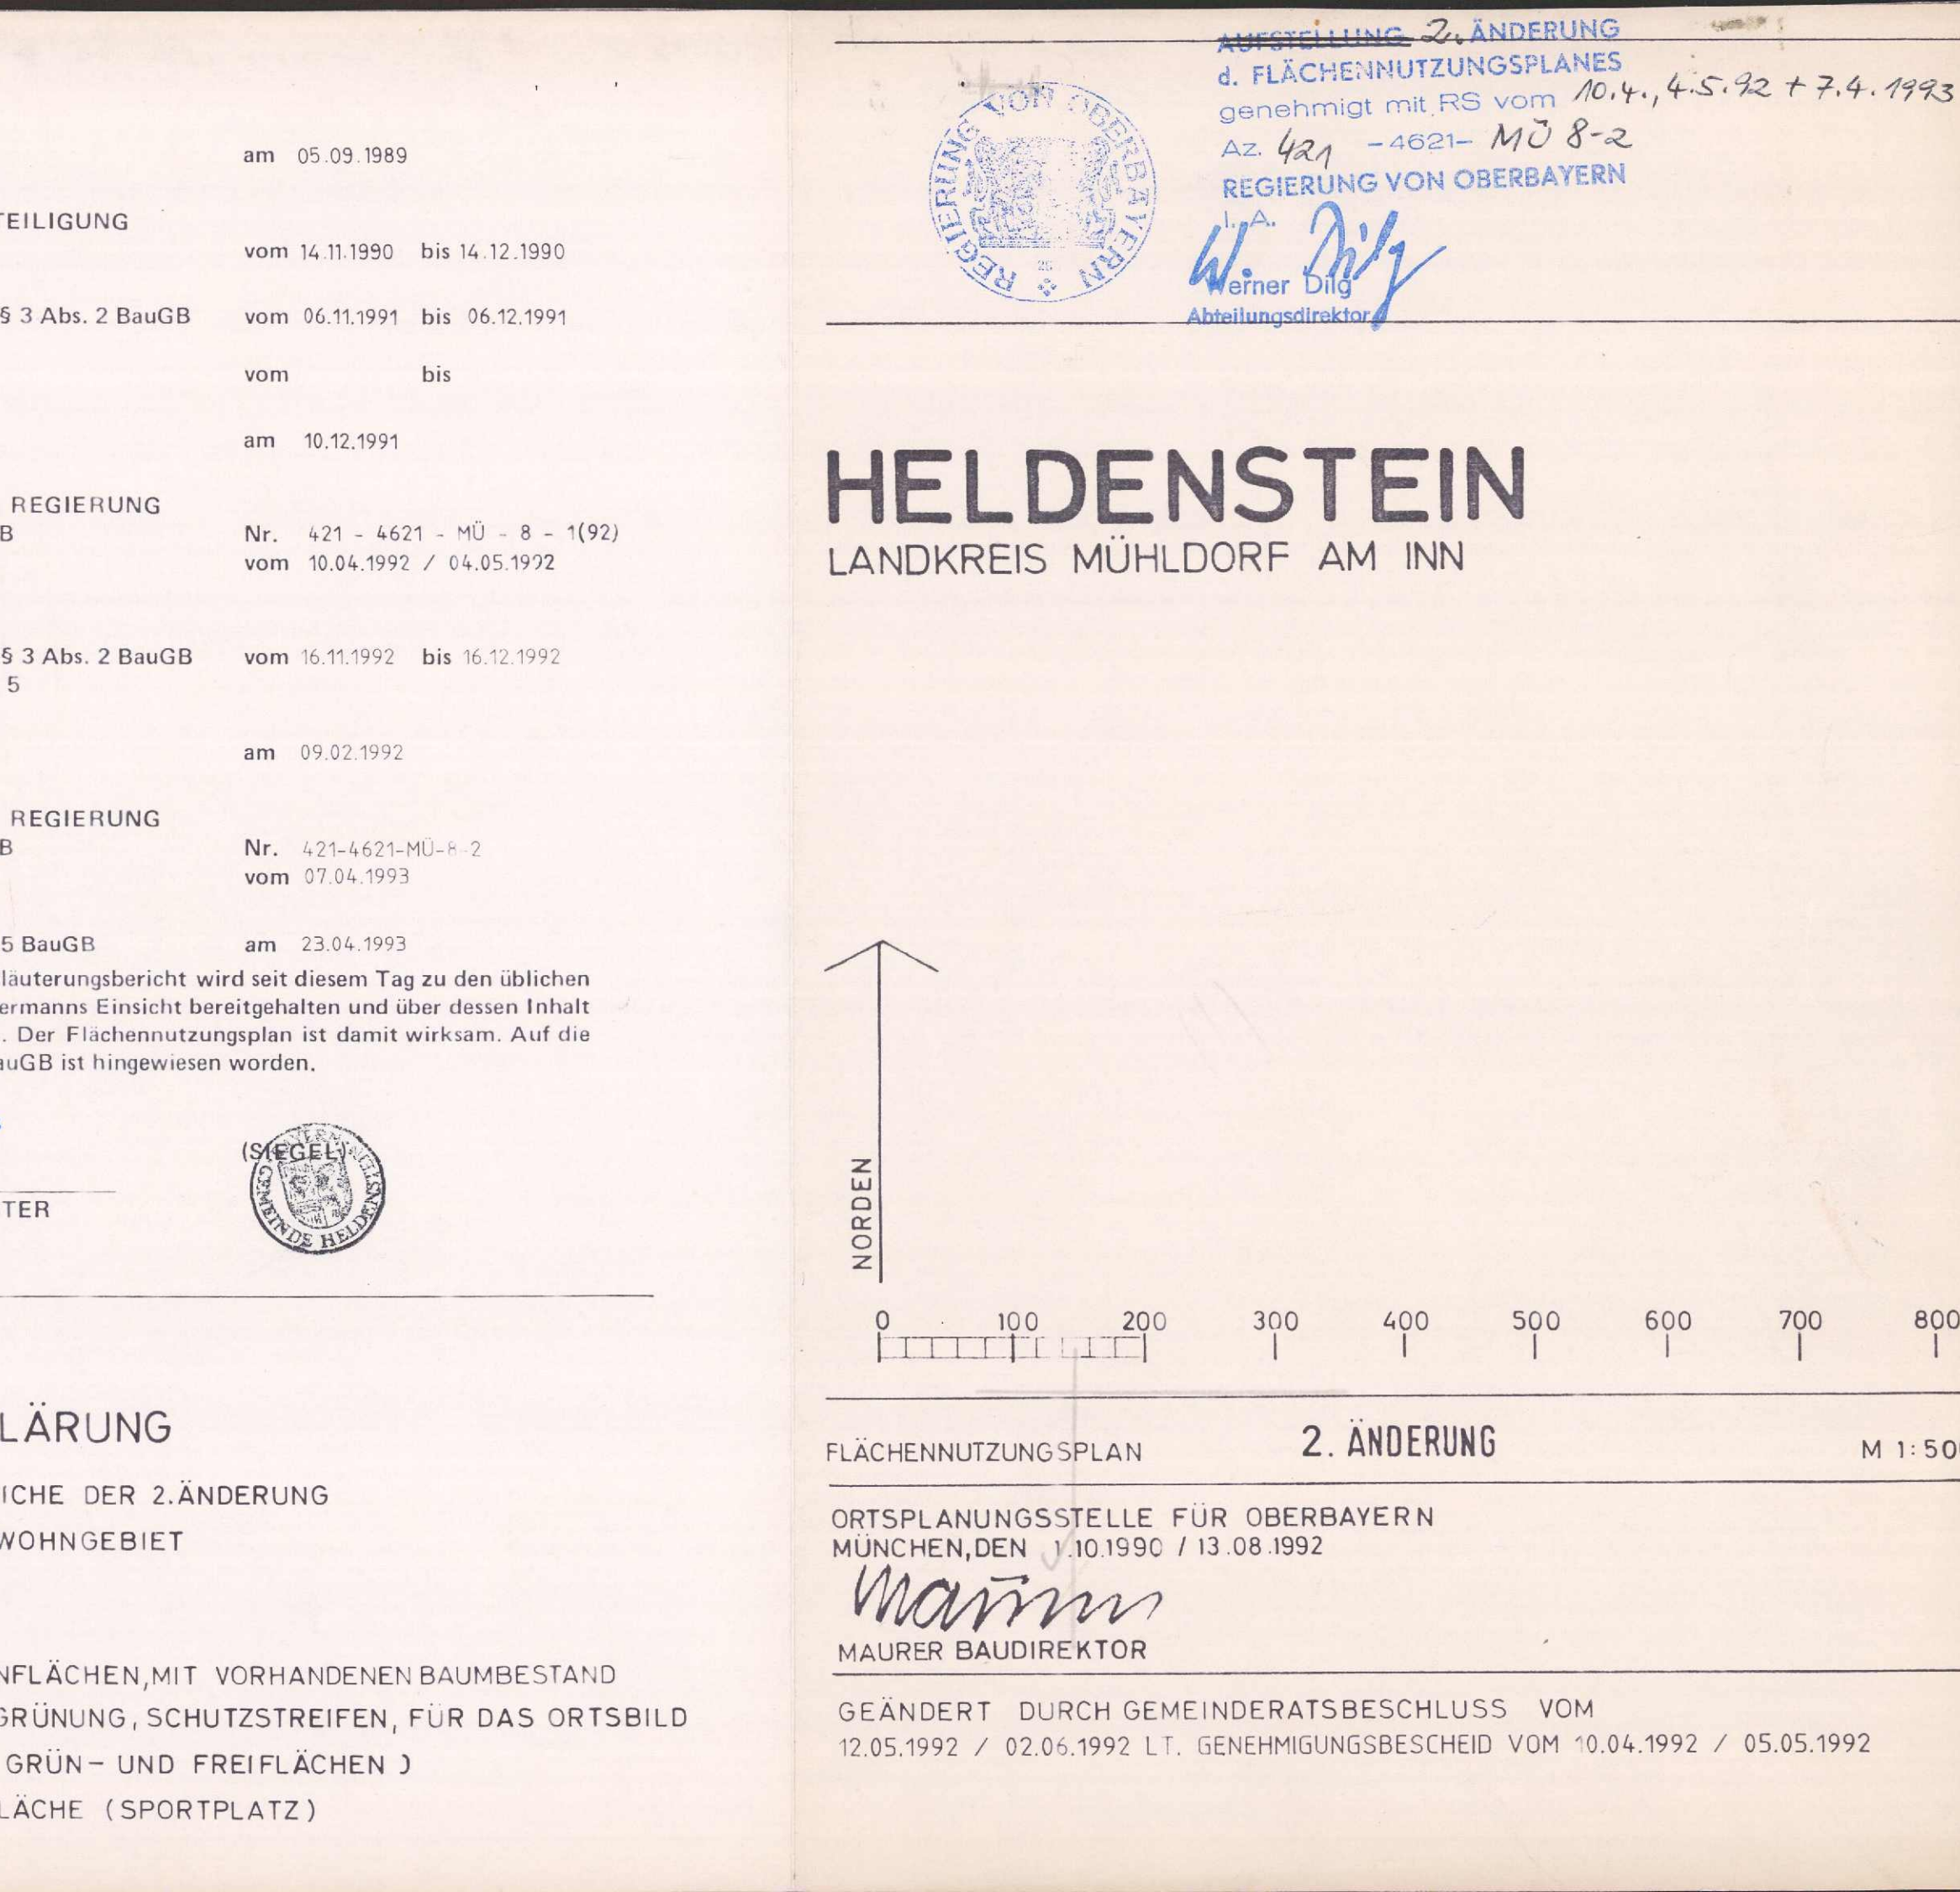 am 05.09.1989
TEILIGUNG
vom 14.11.1990 bis 14.12.1990
§ 3 Abs. 2 BauGB vom 06.11.1991 bis 06.12.1991
vom bis
am 10.12.1991
REGIERUNG
B Nr. 421 - 4621 - MÜ - 8 - 1(92)
vom 10.04.1992 / 04.05.1992
§ 3 Abs. 2 BauGB vom 16.11.1992 bis 16.12.1992
5
am 09.02.1992
REGIERUNG
B Nr. 421-4621-MÜ-8-2
vom 07.04.1993
5 BauGB am 23.04.1993
läuterungsbericht wird seit diesem Tag zu den üblichen
ermanns Einsicht bereitgehalten und über dessen Inhalt
. Der Flächennutzungsplan ist damit wirksam. Auf die
auGB ist hingewiesen worden.
(SIEGEL)
BAYERN
GEMEINDE HELDENSTEIN
TER
LÄRUNG
ICHE DER 2.ÄNDERUNG
WOHNGEBIET
NFLÄCHEN, MIT VORHANDENEN BAUMBESTAND
GRÜNUNG, SCHUTZSTREIFEN, FÜR DAS ORTSBILD
GRÜN- UND FREIFLÄCHEN )
LÄCHE (SPORTPLATZ)
AUFSTELLUNG 2. ÄNDERUNG
d. FLÄCHENNUTZUNGSPLANES
genehmigt mit RS vom 10.4., 4.5.92 + 7.4.1993
Az. 421 -4621- MÜ 8-2
REGIERUNG VON OBERBAYERN
I. A.
Werner Dilg
Werner Dilg
Abteilungsdirektor
REGIERUNG VON OBERBAYERN
26
HELDENSTEIN
LANDKREIS MÜHLDORF AM INN
NORDEN
0 100 200 300 400 500 600 700 800
FLÄCHENNUTZUNGSPLAN 2. ÄNDERUNG M 1:50
ORTSPLANUNGSSTELLE FÜR OBERBAYERN
MÜNCHEN, DEN 1.10.1990 / 13.08.1992
Maurer
MAURER BAUDIREKTOR
GEÄNDERT DURCH GEMEINDERATSBESCHLUSS VOM
12.05.1992 / 02.06.1992 LT. GENEHMIGUNGSBESCHEID VOM 10.04.1992 / 05.05.1992